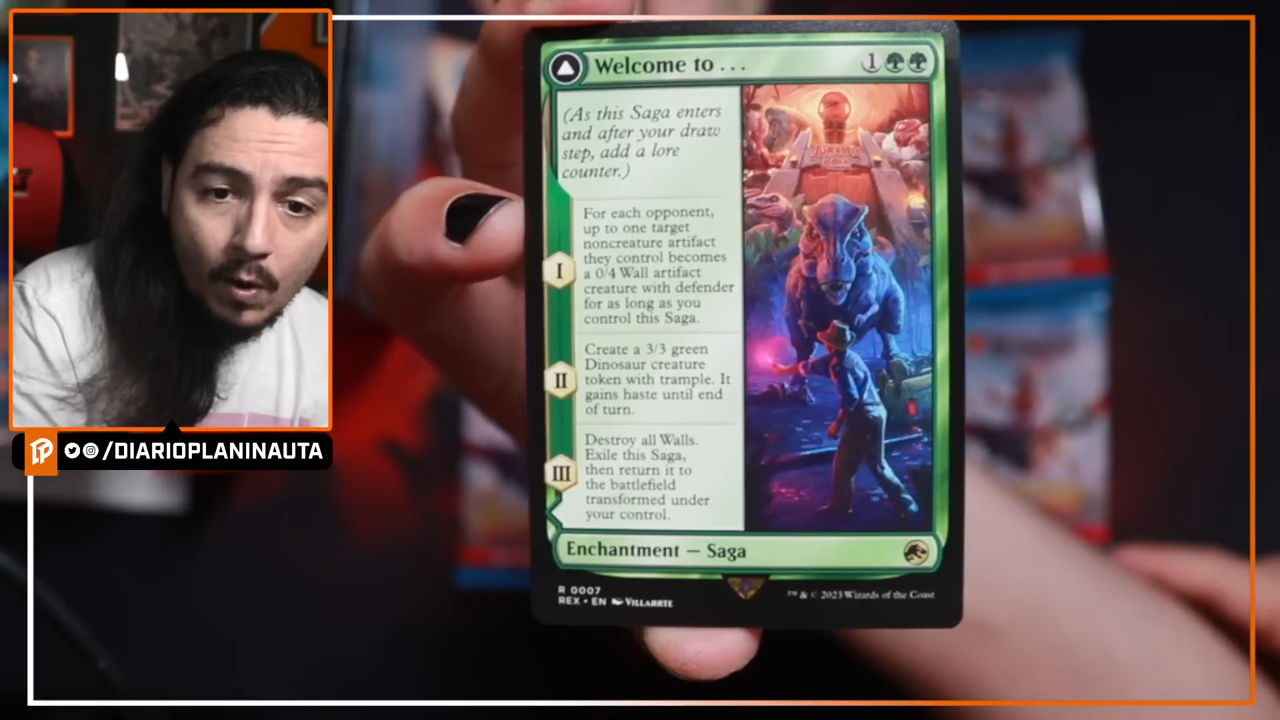 Welcome to . . .
1
(As this Saga enters
and after your draw
step, add a lore
counter.)
I
For each opponent,
up to one target
noncreature artifact
they control becomes
a 0/4 Wall artifact
creature with defender
for as long as you
control this Saga.
II
Create a 3/3 green
Dinosaur creature
token with trample. It
gains haste until end
of turn.
III
Destroy all Walls.
Exile this Saga,
then return it to
the battlefield
transformed under
your control.
JURASSIC
PARK
Enchantment — Saga
R 0007
REX • EN VILLARRTE
™ & © 2023 Wizards of the Coast
/DIARIOPLANINAUTA